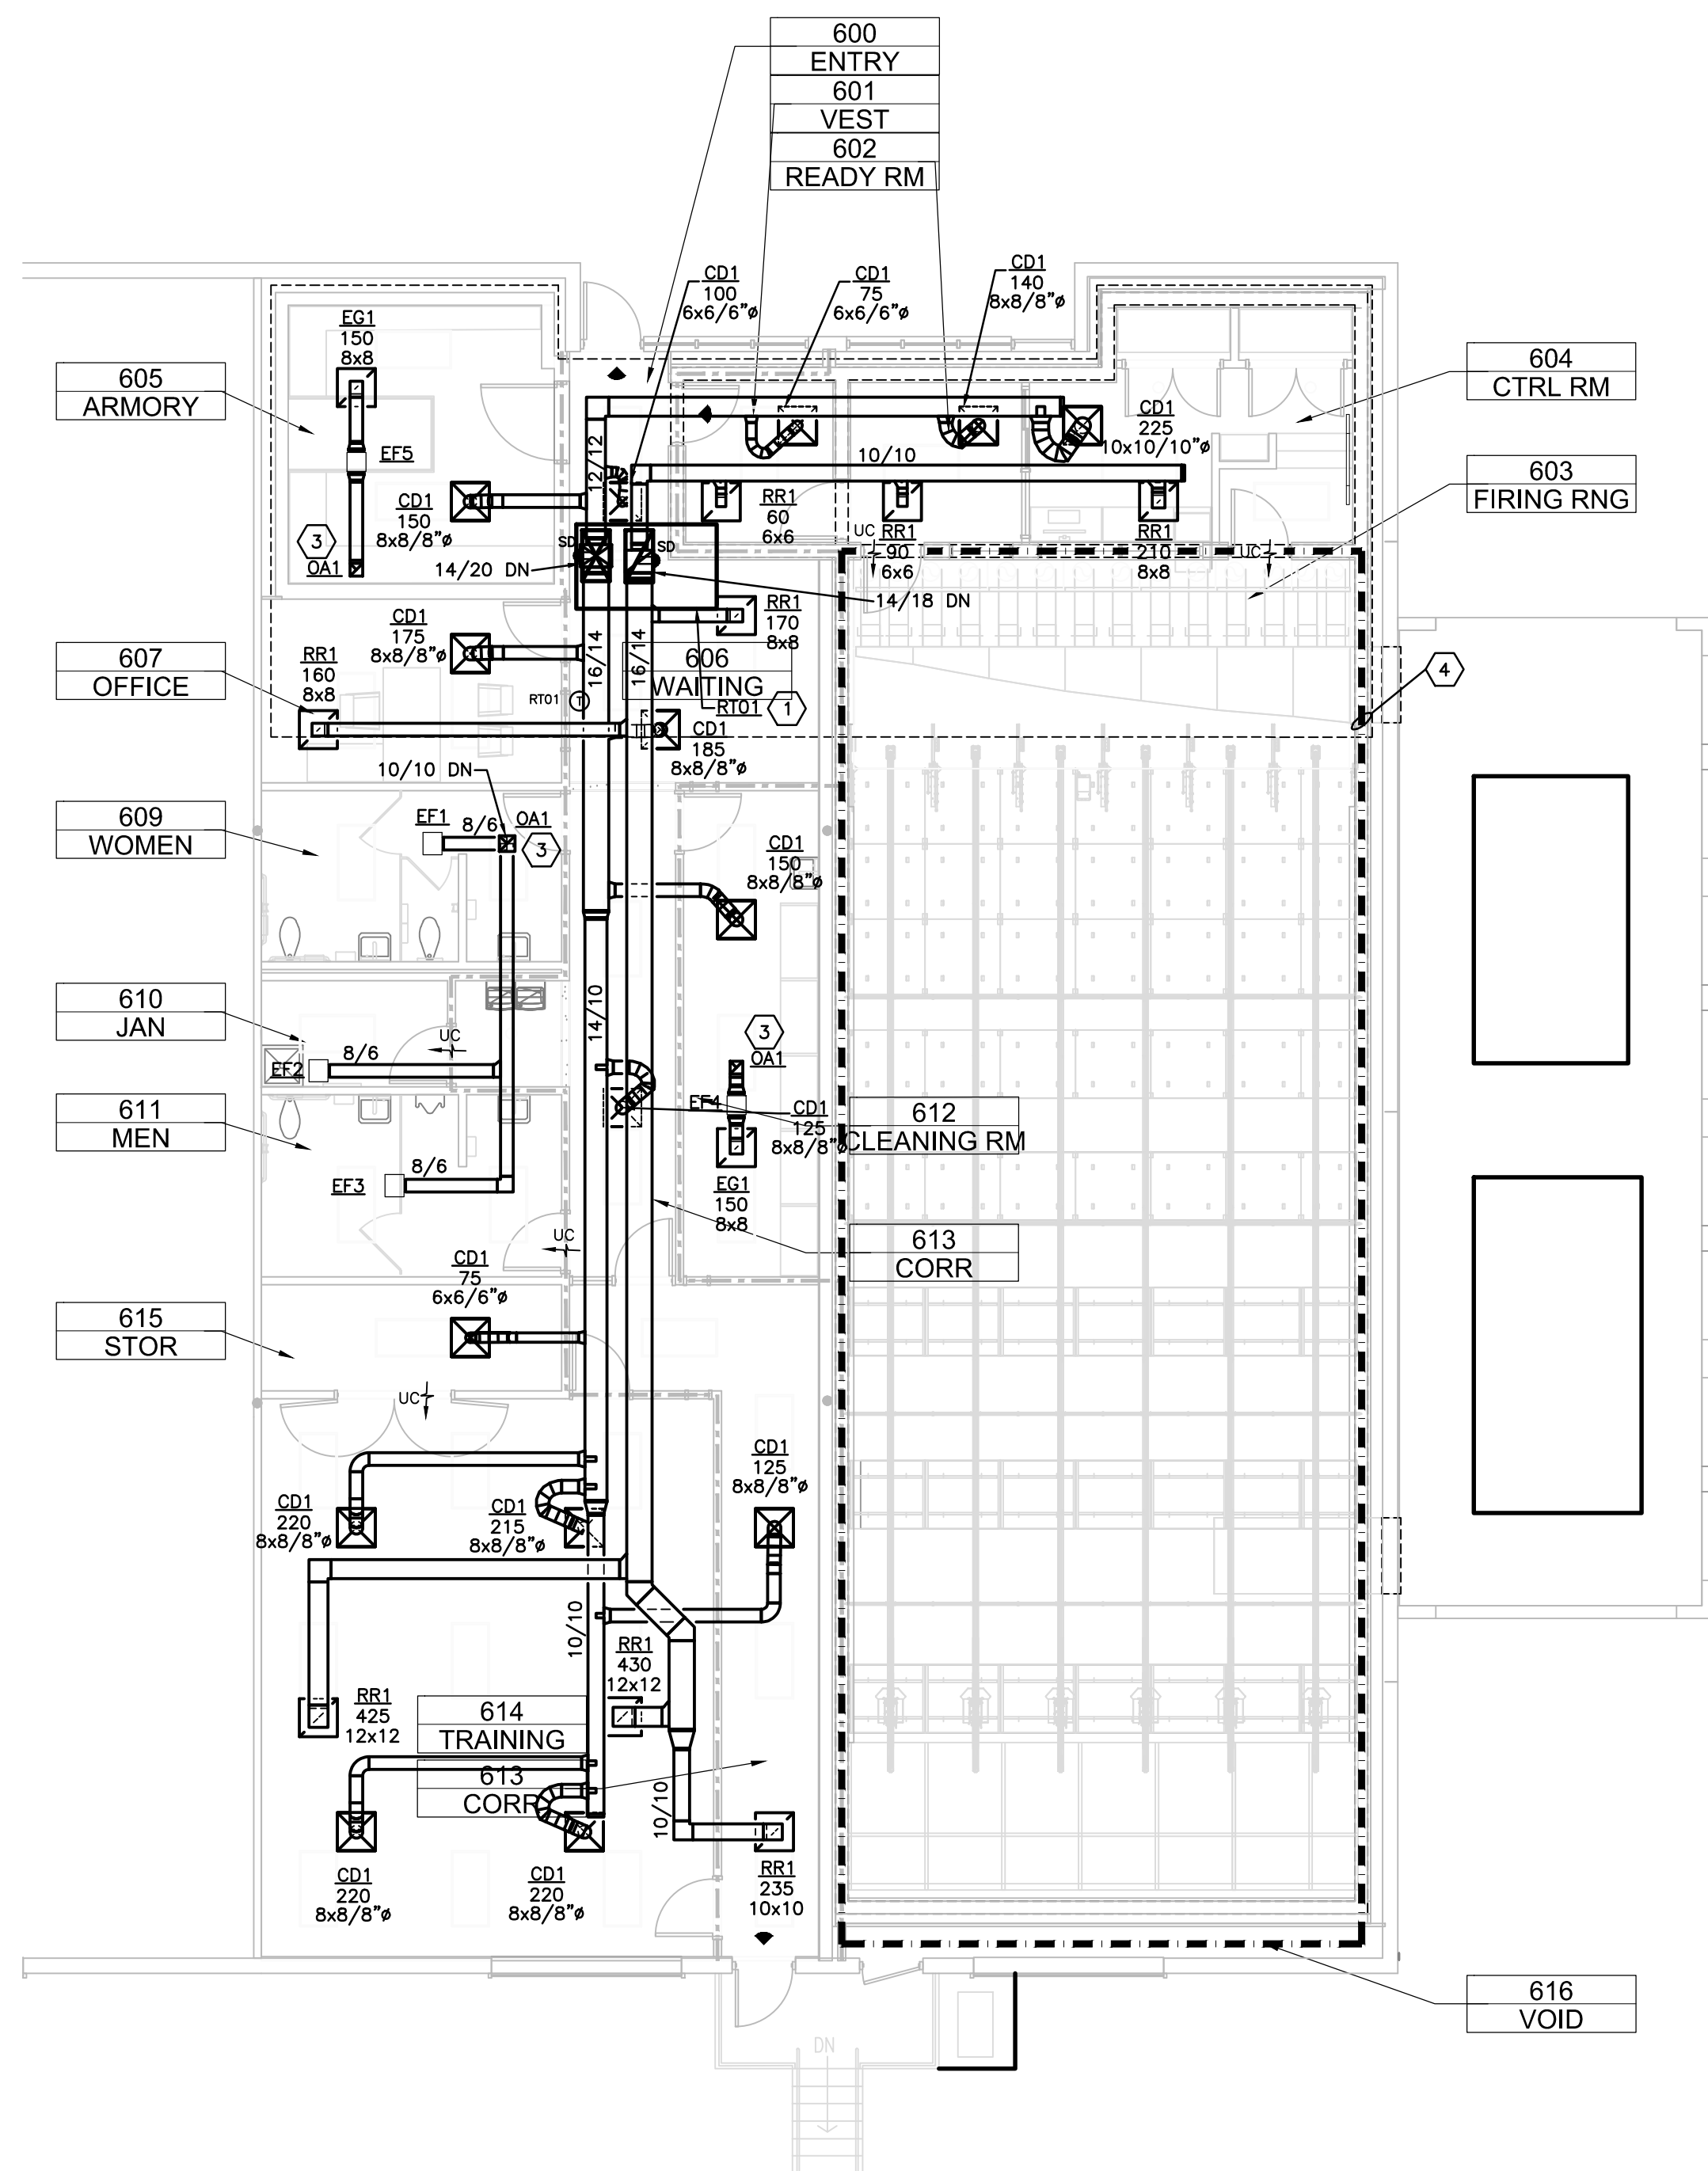 600
ENTRY
601
VEST
602
READY RM
CD1
100
6x6/6"ø
CD1
75
6x6/6"ø
CD1
140
8x8/8"ø
EG1
150
8x8
605
ARMORY
604
CTRL RM
EF5
12/12
10/10
CD1
225
10x10/10"ø
603
FIRING RNG
CD1
150
8x8/8"ø
RR1
60
6x6
UC
RR1
90
6x6
RR1
210
8x8
UC
3
OA1
SD
SD
14/20 DN
14/18 DN
CD1
175
8x8/8"ø
RR1
170
8x8
16/14
16/14
607
OFFICE
RR1
160
8x8
606
WAITING
RT01
T
RT01
1
4
CD1
185
8x8/8"ø
10/10 DN
609
WOMEN
EF1
8/6
OA1
3
CD1
150
8x8/8"ø
14/10
610
JAN
UC
EF2
8/6
3
OA1
611
MEN
EF4
CD1
125
8x8/8"ø
612
CLEANING RM
EF3
8/6
EG1
150
8x8
UC
613
CORR
CD1
75
6x6/6"ø
615
STOR
UC
CD1
220
8x8/8"ø
CD1
215
8x8/8"ø
CD1
125
8x8/8"ø
10/10
RR1
430
12x12
RR1
425
12x12
614
TRAINING
613
CORR
10/10
CD1
220
8x8/8"ø
CD1
220
8x8/8"ø
RR1
235
10x10
616
VOID
DN